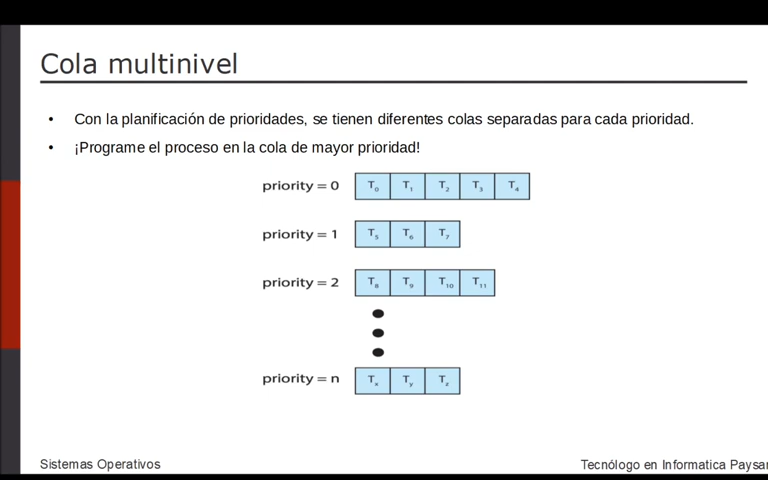 Cola multinivel
• Con la planificación de prioridades, se tienen diferentes colas separadas para cada prioridad.
• ¡Programe el proceso en la cola de mayor prioridad!
priority = 0 T₀ T₁ T₂ T₃ T₄
priority = 1 T₅ T₆ T₇
priority = 2 T₈ T₉ T₁₀ T₁₁
priority = n Tₓ Ty Tz
Sistemas Operativos
Tecnólogo en Informatica Paysa